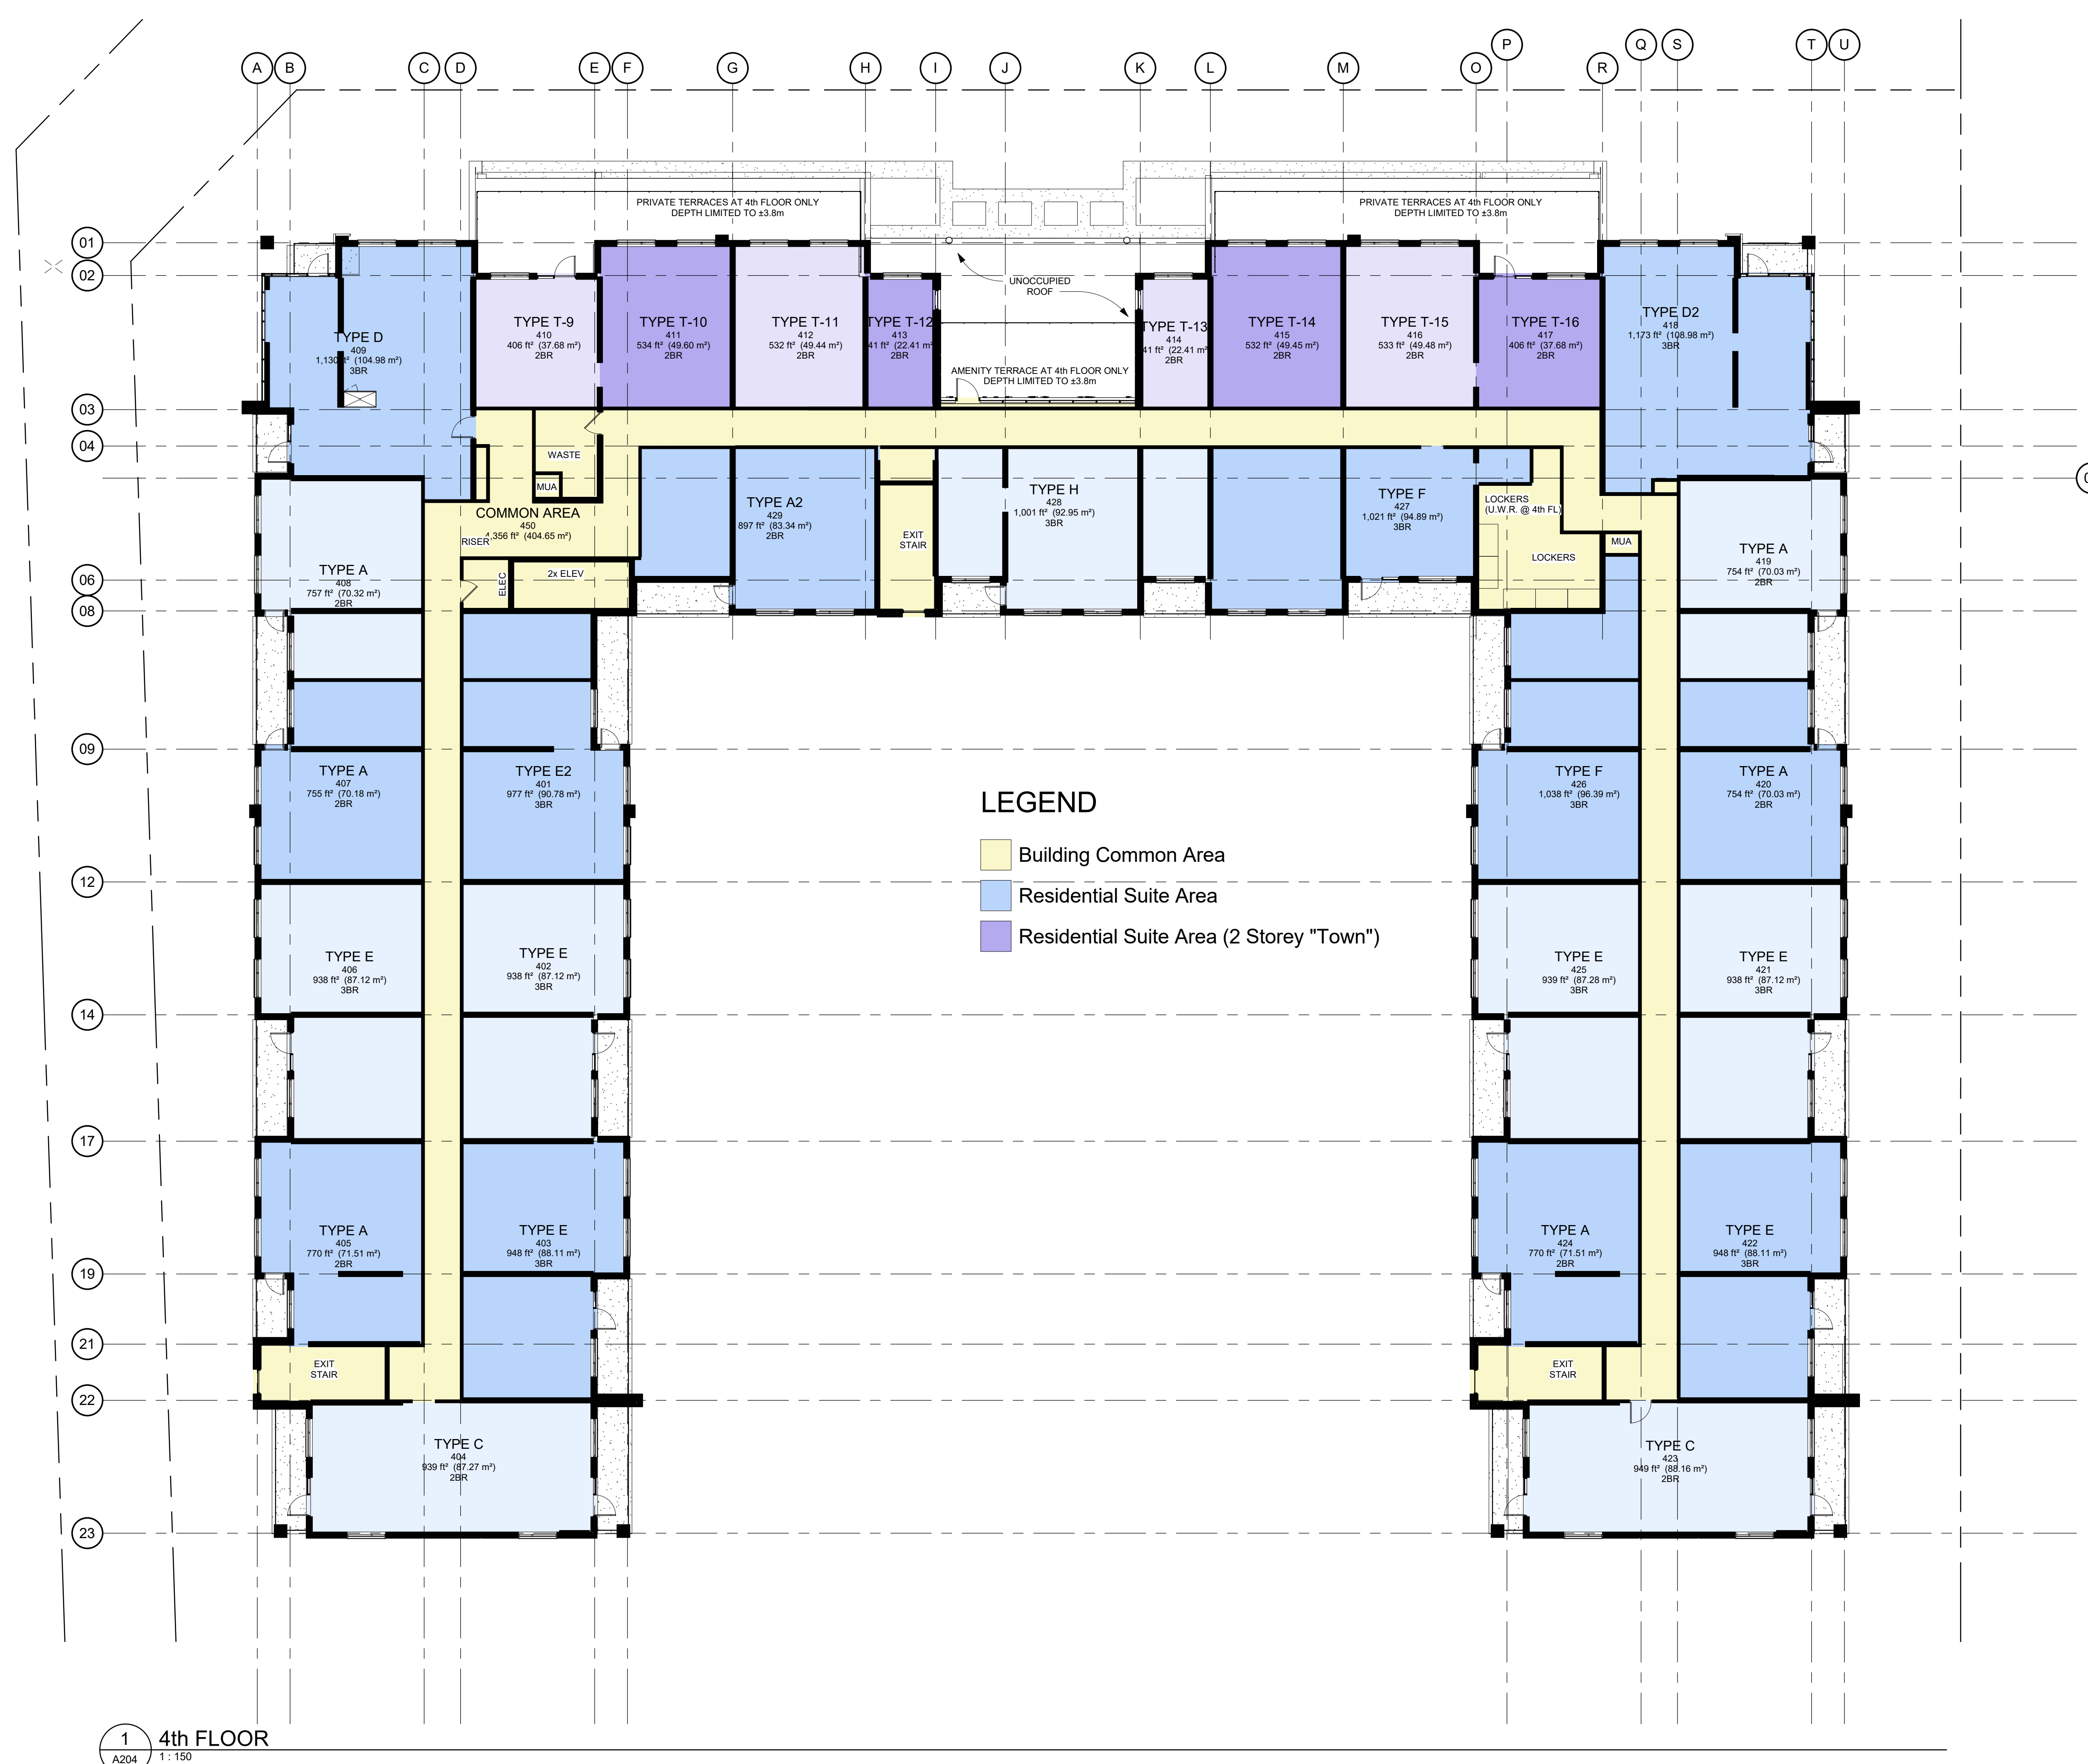 P
Q
S
T
U
A
B
C
D
E
F
G
H
I
J
K
L
M
O
R
PRIVATE TERRACES AT 4th FLOOR ONLY
DEPTH LIMITED TO ±3.8m
PRIVATE TERRACES AT 4th FLOOR ONLY
DEPTH LIMITED TO ±3.8m
01
02
UNOCCUPIED
ROOF
TYPE D
409
1,130 ft² (104.98 m²)
3BR
TYPE T-9
410
406 ft² (37.68 m²)
2BR
TYPE T-10
411
534 ft² (49.60 m²)
2BR
TYPE T-11
412
532 ft² (49.44 m²)
2BR
TYPE T-12
413
41 ft² (22.41 m²
2BR
AMENITY TERRACE AT 4th FLOOR ONLY
DEPTH LIMITED TO ±3.8m
TYPE T-13
414
41 ft² (22.41 m²
2BR
TYPE T-14
415
532 ft² (49.45 m²)
2BR
TYPE T-15
416
533 ft² (49.48 m²)
2BR
TYPE T-16
417
406 ft² (37.68 m²)
2BR
TYPE D2
418
1,173 ft² (108.98 m²)
3BR
03
04
WASTE
MUA
COMMON AREA
450
4,356 ft² (404.65 m²)
RISER
ELEC
2x ELEV
TYPE A2
429
897 ft² (83.34 m²)
2BR
EXIT
STAIR
TYPE H
428
1,001 ft² (92.95 m²)
3BR
TYPE F
427
1,021 ft² (94.89 m²)
3BR
LOCKERS
(U.W.R. @ 4th FL)
LOCKERS
MUA
TYPE A
408
757 ft² (70.32 m²)
2BR
TYPE A
419
754 ft² (70.03 m²)
2BR
06
08
09
TYPE A
407
755 ft² (70.18 m²)
2BR
TYPE E2
401
977 ft² (90.78 m²)
3BR
LEGEND
Building Common Area
Residential Suite Area
Residential Suite Area (2 Storey "Town")
TYPE F
426
1,038 ft² (96.39 m²)
3BR
TYPE A
420
754 ft² (70.03 m²)
2BR
12
TYPE E
406
938 ft² (87.12 m²)
3BR
TYPE E
402
938 ft² (87.12 m²)
3BR
TYPE E
425
939 ft² (87.28 m²)
3BR
TYPE E
421
938 ft² (87.12 m²)
3BR
14
17
TYPE A
405
770 ft² (71.51 m²)
2BR
TYPE E
403
948 ft² (88.11 m²)
3BR
TYPE A
424
770 ft² (71.51 m²)
2BR
TYPE E
422
948 ft² (88.11 m²)
3BR
19
21
EXIT
STAIR
EXIT
STAIR
22
TYPE C
404
939 ft² (87.27 m²)
2BR
TYPE C
423
949 ft² (88.16 m²)
2BR
23
1
A204
4th FLOOR
1 : 150